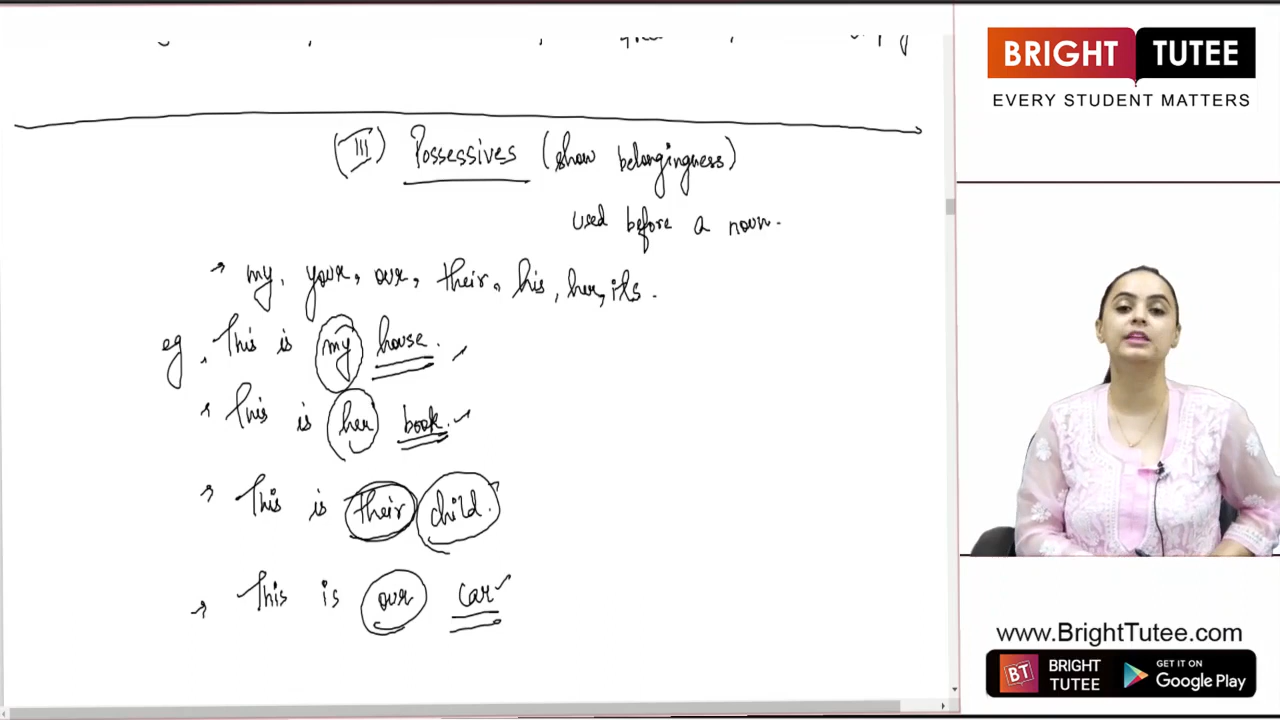 BRIGHT TUTEE
EVERY STUDENT MATTERS
(III) Possessives (show belongingness)
used before a noun.
my, your, our, their, his, her, its.
eg, This is my house.
This is her book.
This is their child.
This is our car
www.BrightTutee.com
BT BRIGHT TUTEE
GET IT ON
Google Play